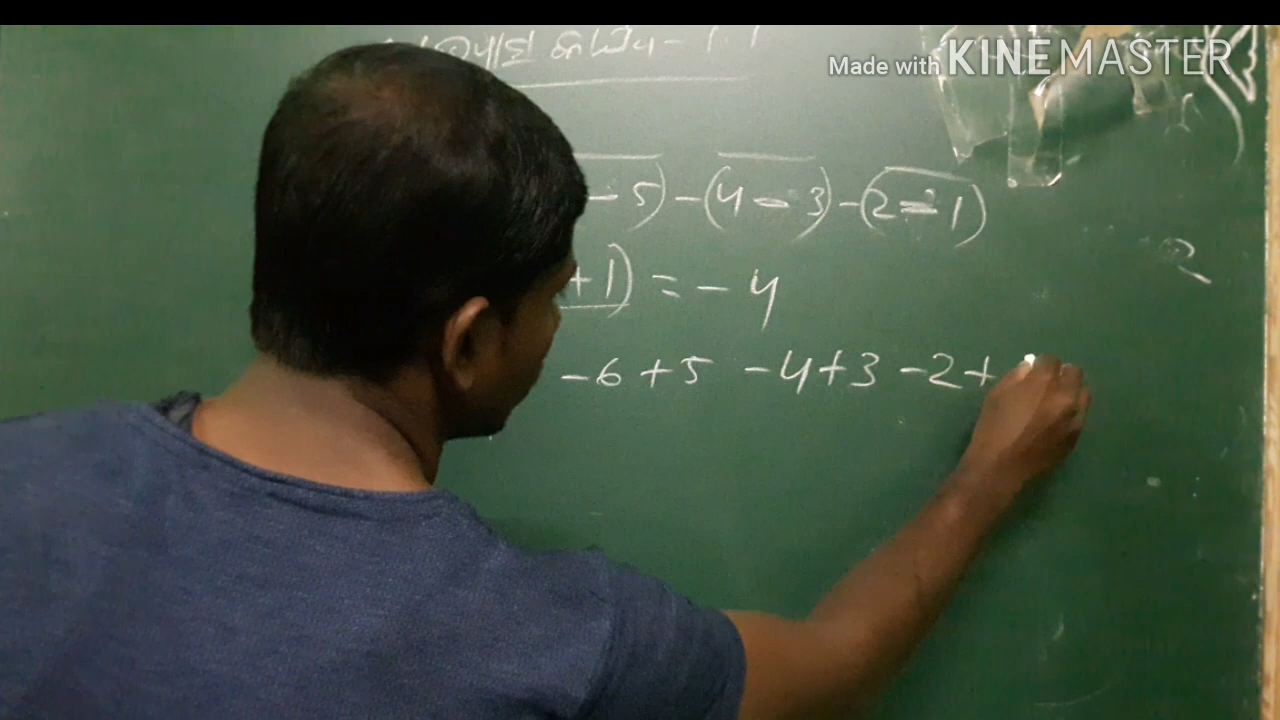 Made with KINEMASTER
- 5) - (4 - 3) - (2 - 1)
+ 1) = - 4
- 6 + 5 - 4 + 3 - 2 +